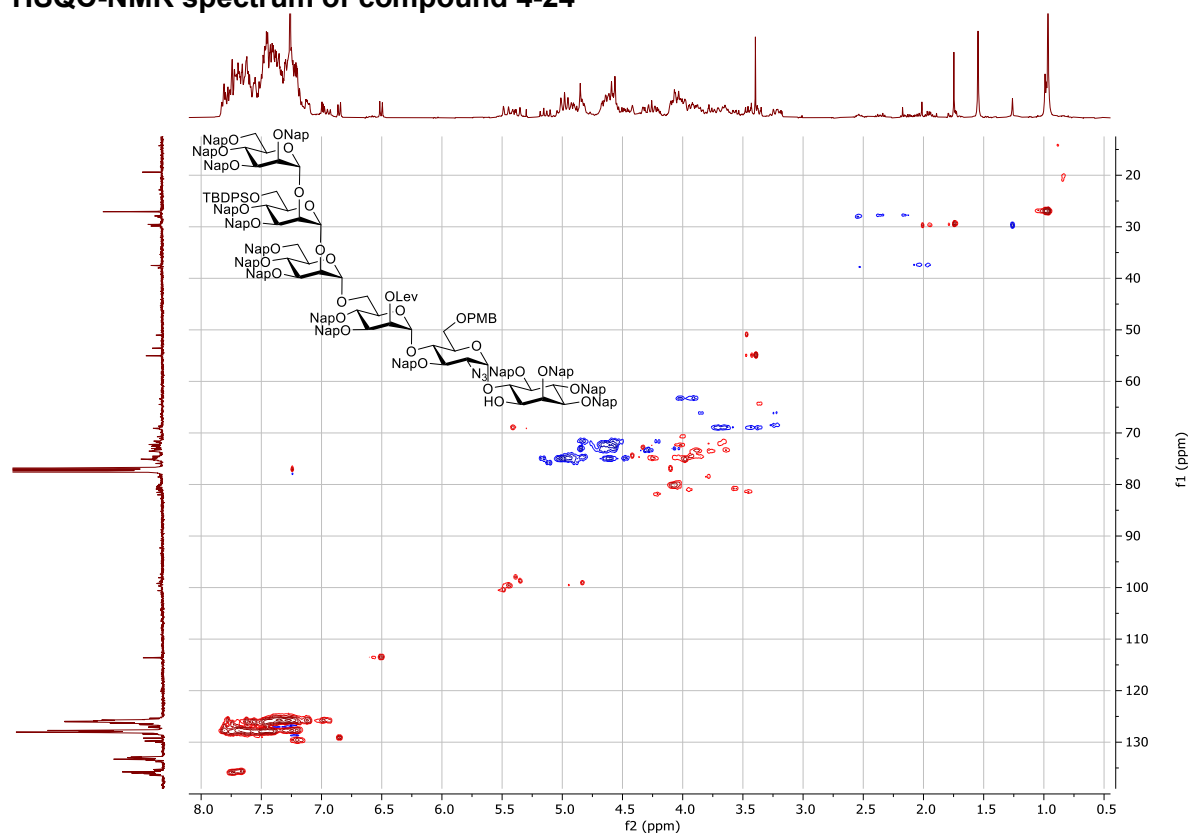 HSQC-NMR spectrum of compound 4-24
NapO
ONap
NapO
O
NapO
O
TBDPSO
O
NapO
NapO
O
NapO
O
NapO
NapO
O
OLev
O
NapO
NapO
OPMB
O
O
NapO
N3
NapO
ONap
O
ONap
HO
ONap
20
30
40
50
60
70
80
90
100
110
120
130
f1 (ppm)
8.0 7.5 7.0 6.5 6.0 5.5 5.0 4.5 4.0 3.5 3.0 2.5 2.0 1.5 1.0 0.5
f2 (ppm)